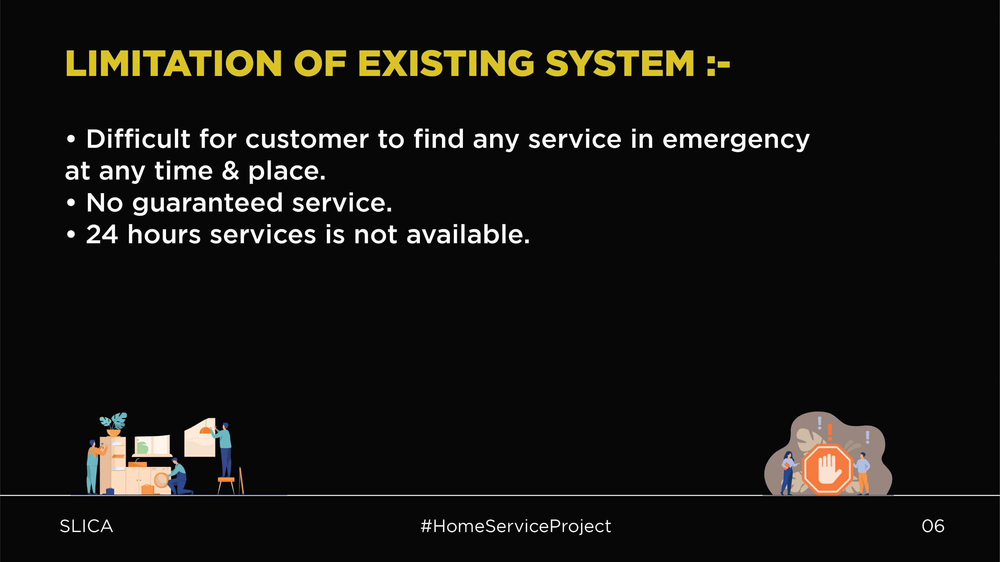 LIMITATION OF EXISTING SYSTEM :-
• Difficult for customer to find any service in emergency
at any time & place.
• No guaranteed service.
• 24 hours services is not available.
SLICA
#HomeServiceProject
06